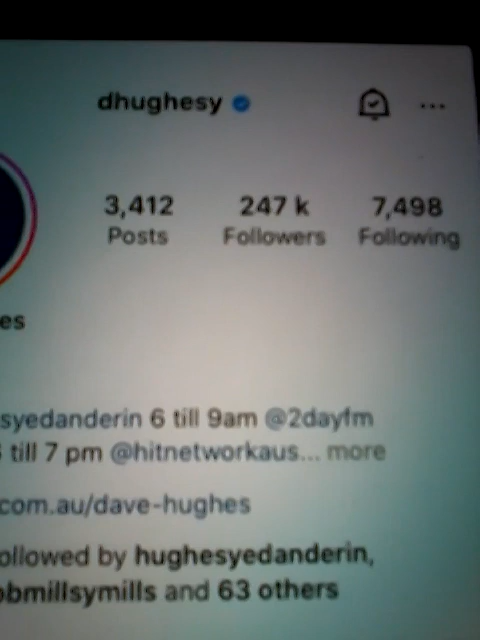 dhughesy
3,412 247 k 7,498
Posts Followers Following
es
syedanderin 6 till 9am @2dayfm
till 7 pm @hitnetworkaus... more
com.au/dave-hughes
ollowed by hughesyedanderin,
obmillsymills and 63 others